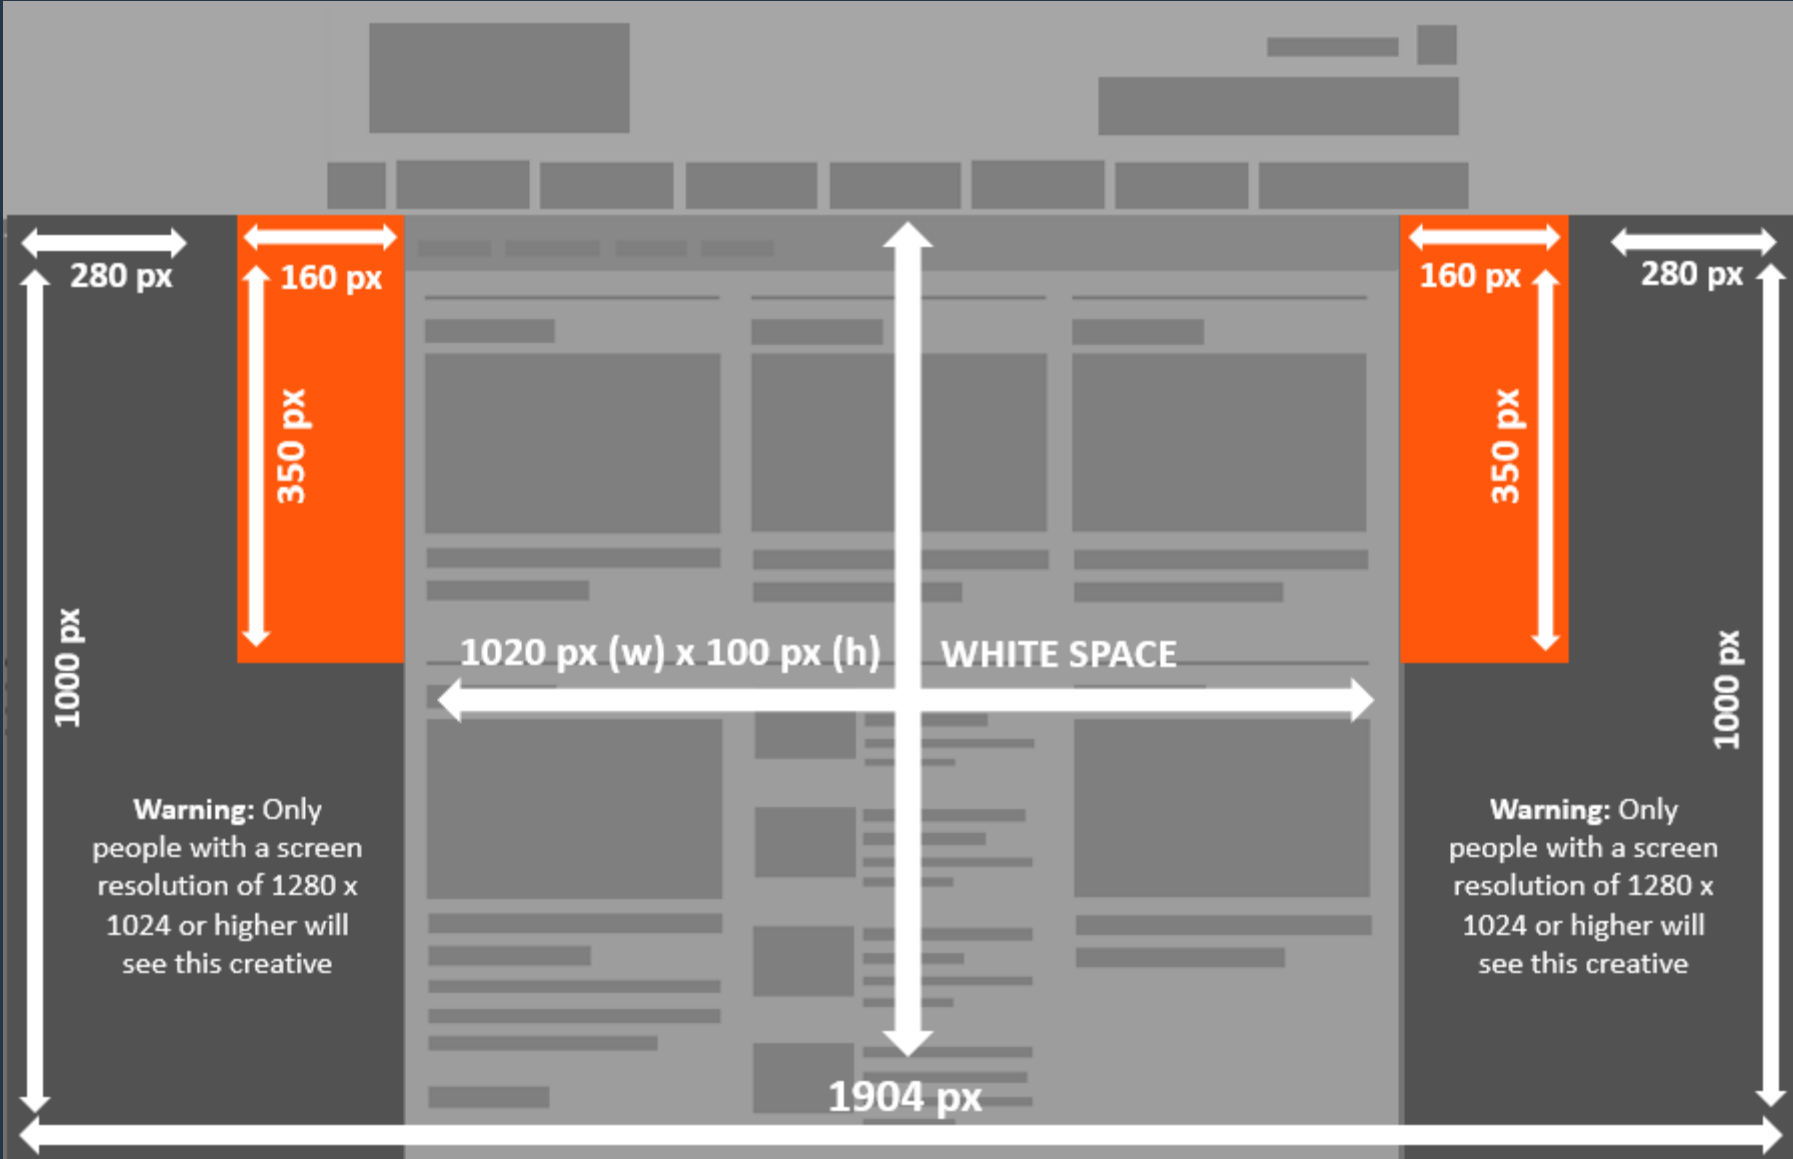 280 px
160 px
160 px
280 px
350 px
350 px
1000 px
1020 px (w) x 100 px (h) WHITE SPACE
1000 px
Warning: Only
people with a screen
resolution of 1280 x
1024 or higher will
see this creative
Warning: Only
people with a screen
resolution of 1280 x
1024 or higher will
see this creative
1904 px